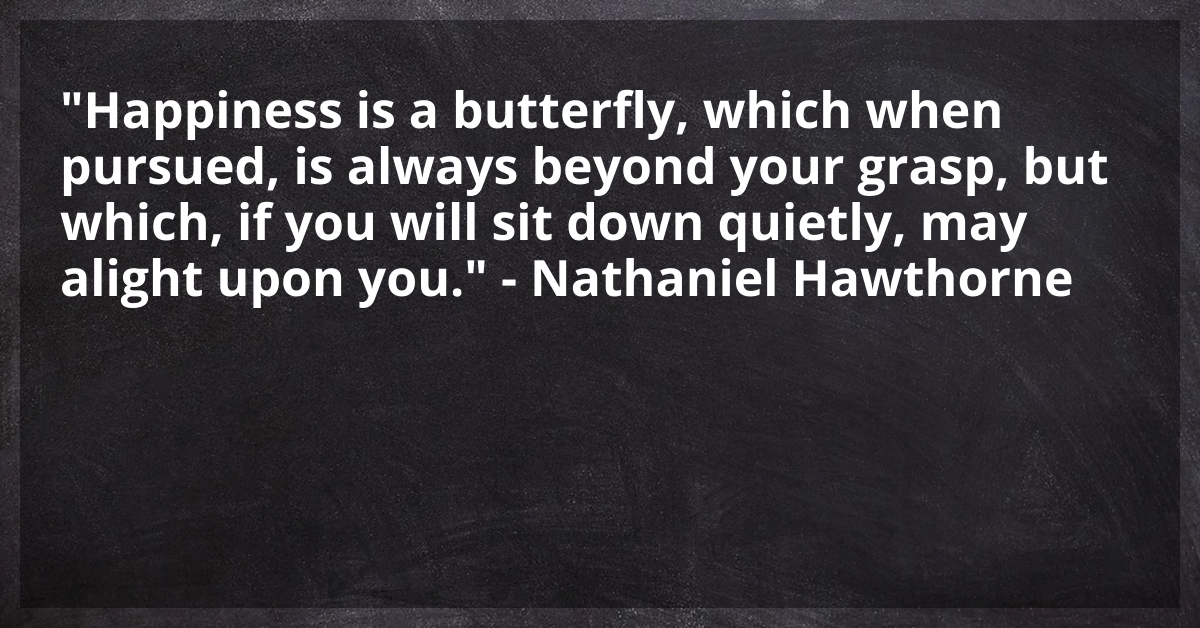 "Happiness is a butterfly, which when
pursued, is always beyond your grasp, but
which, if you will sit down quietly, may
alight upon you." - Nathaniel Hawthorne